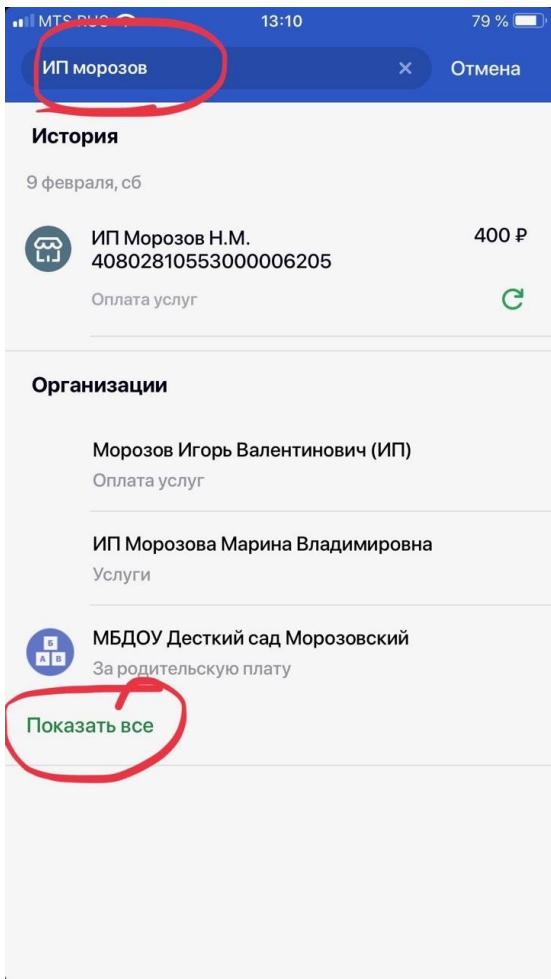 MTS RUS 13:10 79 %
ИП морозов × Отмена
История
9 февраля, сб
ИП Морозов Н.М. 400 ₽
40802810553000006205
Оплата услуг
Организации
Морозов Игорь Валентинович (ИП)
Оплата услуг
ИП Морозова Марина Владимировна
Услуги
Б
А В
МБДОУ Десткий сад Морозовский
За родительскую плату
Показать все